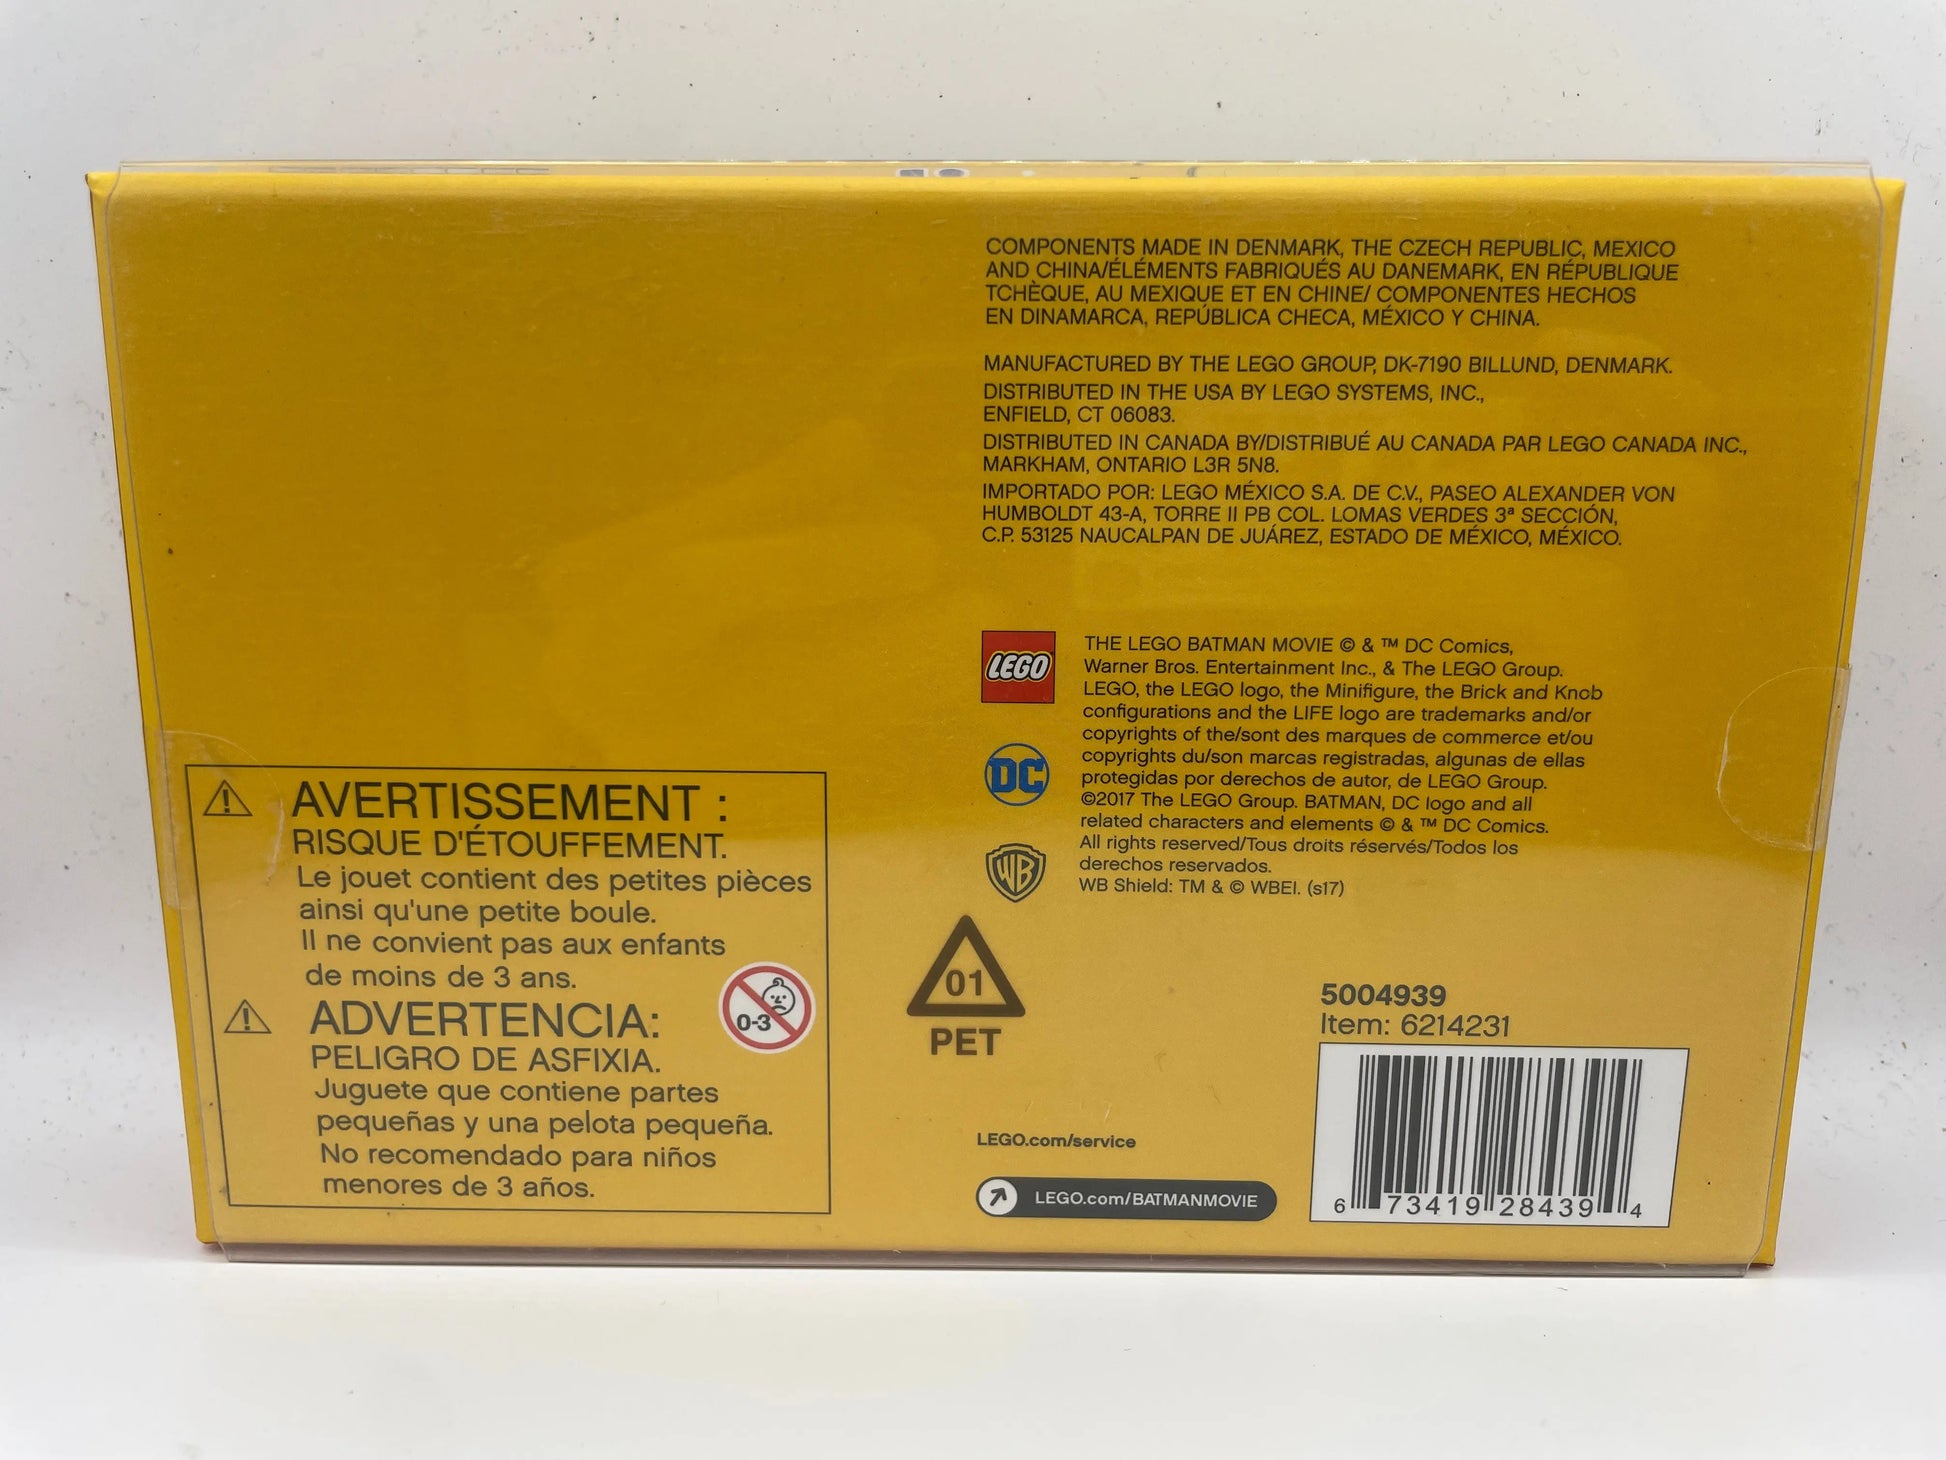 COMPONENTS MADE IN DENMARK, THE CZECH REPUBLIC, MEXICO
AND CHINA/ÉLÉMENTS FABRIQUÉS AU DANEMARK, EN RÉPUBLIQUE
TCHÈQUE, AU MEXIQUE ET EN CHINE/ COMPONENTES HECHOS
EN DINAMARCA, REPÚBLICA CHECA, MÉXICO Y CHINA.
MANUFACTURED BY THE LEGO GROUP, DK-7190 BILLUND, DENMARK.
DISTRIBUTED IN THE USA BY LEGO SYSTEMS, INC.,
ENFIELD, CT 06083.
DISTRIBUTED IN CANADA BY/DISTRIBUÉ AU CANADA PAR LEGO CANADA INC.,
MARKHAM, ONTARIO L3R 5N8.
IMPORTADO POR: LEGO MÉXICO S.A. DE C.V., PASEO ALEXANDER VON
HUMBOLDT 43-A, TORRE II PB COL. LOMAS VERDES 3ª SECCIÓN,
C.P. 53125 NAUCALPAN DE JUÁREZ, ESTADO DE MÉXICO, MÉXICO.
LEGO
DC
WB
THE LEGO BATMAN MOVIE © & ™ DC Comics,
Warner Bros. Entertainment Inc., & The LEGO Group.
LEGO, the LEGO logo, the Minifigure, the Brick and Knob
configurations and the LIFE logo are trademarks and/or
copyrights of the/sont des marques de commerce et/ou
copyrights du/son marcas registradas, algunas de ellas
protegidas por derechos de autor, de LEGO Group.
©2017 The LEGO Group. BATMAN, DC logo and all
related characters and elements © & ™ DC Comics.
All rights reserved/Tous droits réservés/Todos los
derechos reservados.
WB Shield: TM & © WBEI. (s17)
AVERTISSEMENT :
RISQUE D'ÉTOUFFEMENT.
Le jouet contient des petites pièces
ainsi qu'une petite boule.
Il ne convient pas aux enfants
de moins de 3 ans.
ADVERTENCIA:
PELIGRO DE ASFIXIA.
Juguete que contiene partes
pequeñas y una pelota pequeña.
No recomendado para niños
menores de 3 años.
0-3
01
PET
5004939
Item: 6214231
LEGO.com/service
LEGO.com/BATMANMOVIE
6 73419 28439 4